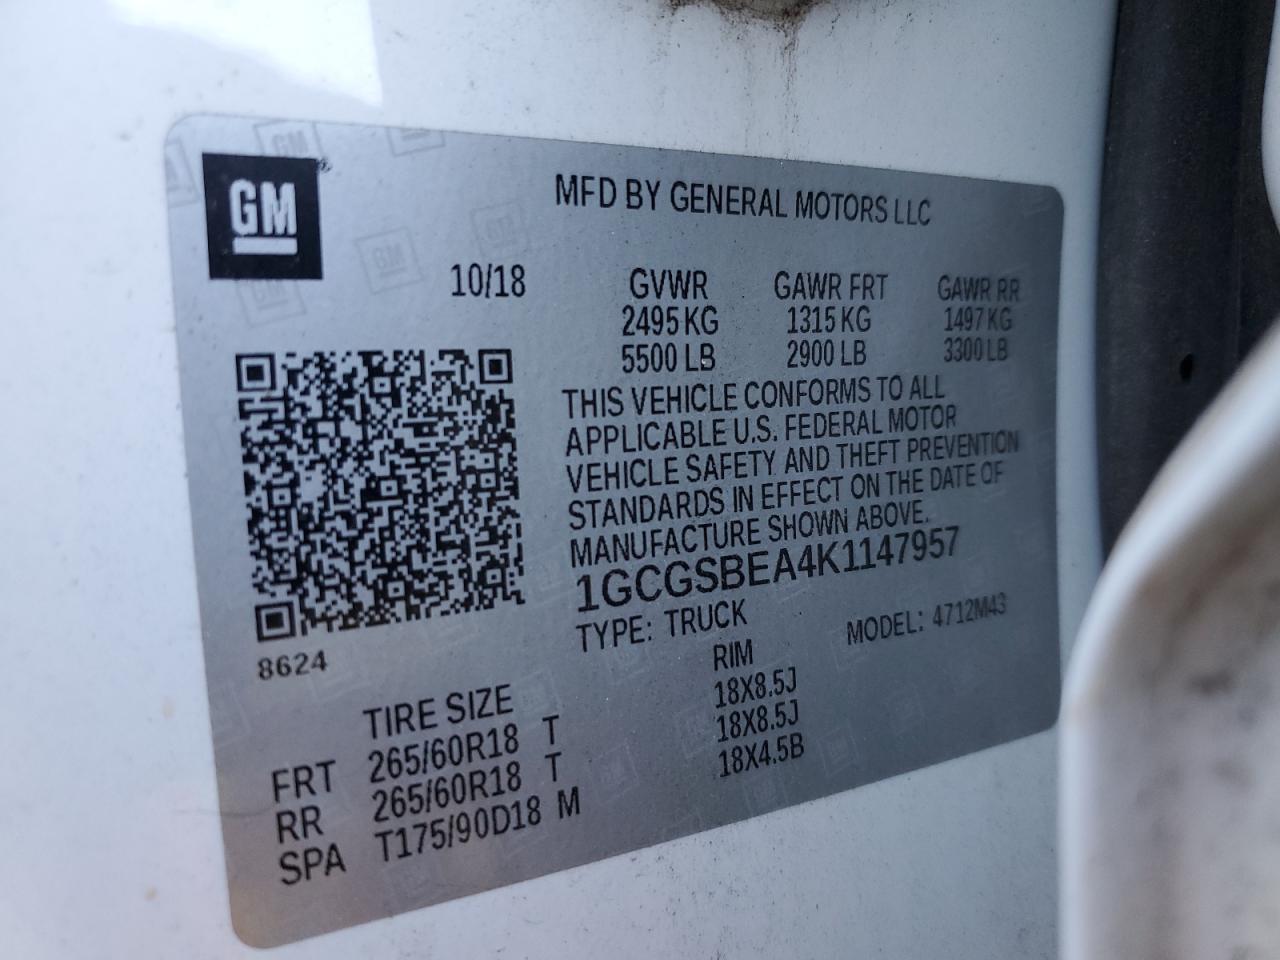 GM
MFD BY GENERAL MOTORS LLC
10/18 GVWR GAWR FRT GAWR RR
2495 KG 1315 KG 1497 KG
5500 LB 2900 LB 3300 LB
THIS VEHICLE CONFORMS TO ALL
APPLICABLE U.S. FEDERAL MOTOR
VEHICLE SAFETY AND THEFT PREVENTION
STANDARDS IN EFFECT ON THE DATE OF
MANUFACTURE SHOWN ABOVE.
1GCGSBEA4K1147957
TYPE: TRUCK MODEL: 4712M43
8624
TIRE SIZE RIM
FRT 265/60R18 T 18X8.5J
RR 265/60R18 T 18X8.5J
SPA T175/90D18 M 18X4.5B